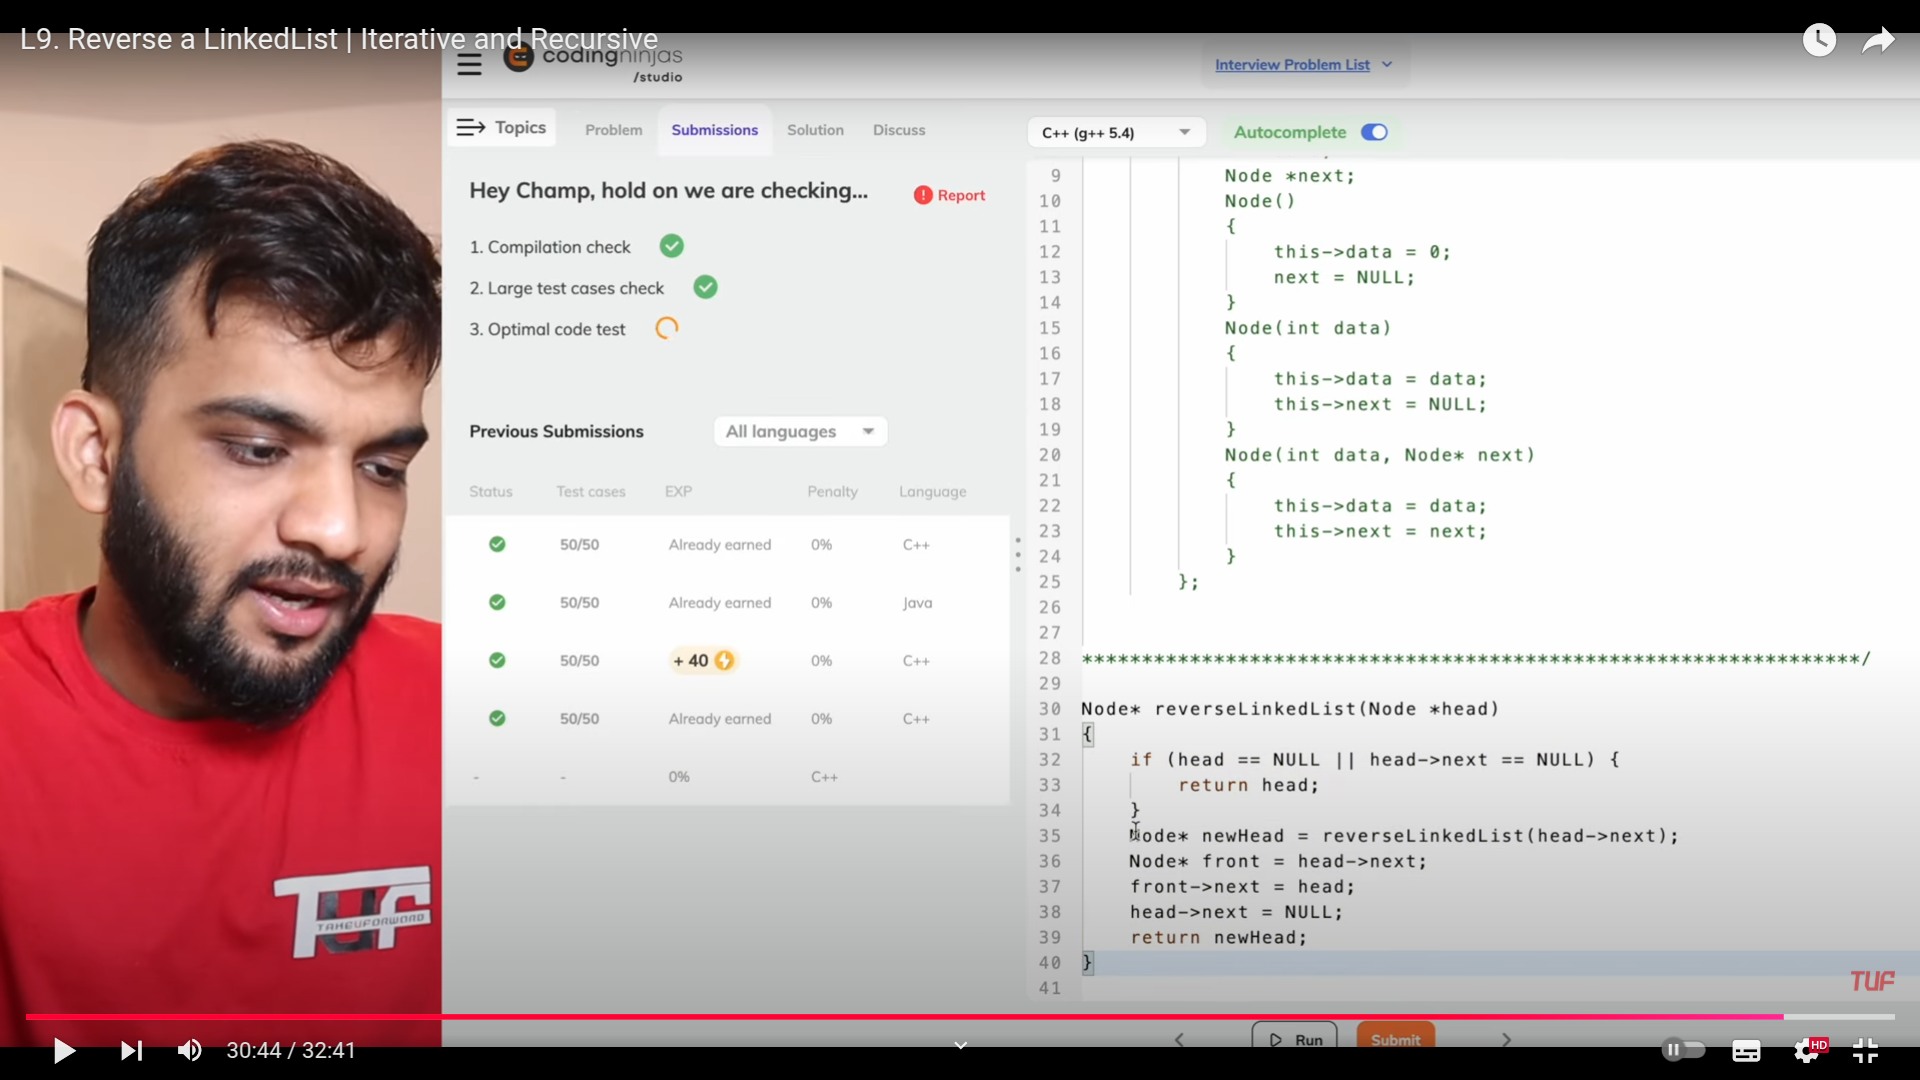 L9. Reverse a LinkedList | Iterative and Recursive
codingninjas
/studio
Interview Problem List
Topics
Problem
Submissions
Solution
Discuss
C++ (g++ 5.4)
Autocomplete
Hey Champ, hold on we are checking...
Report
1. Compilation check
2. Large test cases check
3. Optimal code test
Previous Submissions
All languages
Status Test cases EXP Penalty Language
50/50 Already earned 0% C++
50/50 Already earned 0% Java
50/50 + 40 0% C++
50/50 Already earned 0% C++
- - 0% C++
9 Node *next;
10 Node()
11 {
12 this->data = 0;
13 next = NULL;
14 }
15 Node(int data)
16 {
17 this->data = data;
18 this->next = NULL;
19 }
20 Node(int data, Node* next)
21 {
22 this->data = data;
23 this->next = next;
24 }
25 };
26
27
28 *****************************************************************/
29
30 Node* reverseLinkedList(Node *head)
31 {
32 if (head == NULL || head->next == NULL) {
33 return head;
34 }
35 Node* newHead = reverseLinkedList(head->next);
36 Node* front = head->next;
37 front->next = head;
38 head->next = NULL;
39 return newHead;
40 }
41
TUF
TAKEUFORWARD
TUF
Run
Submit
30:44 / 32:41
HD